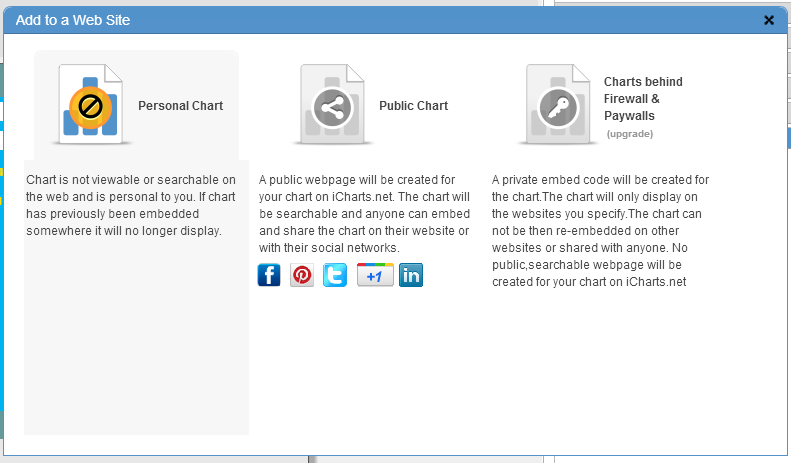 Add to a Web Site
Personal Chart
Chart is not viewable or searchable on
the web and is personal to you. If chart
has previously been embedded
somewhere it will no longer display.
Public Chart
A public webpage will be created for
your chart on iCharts.net. The chart will
be searchable and anyone can embed
and share the chart on their website or
with their social networks.
f
+1
in
Charts behind
Firewall &
Paywalls
(upgrade)
A private embed code will be created for
the chart.The chart will only display on
the websites you specify.The chart can
not be then re-embedded on other
websites or shared with anyone. No
public,searchable webpage will be
created for your chart on iCharts.net